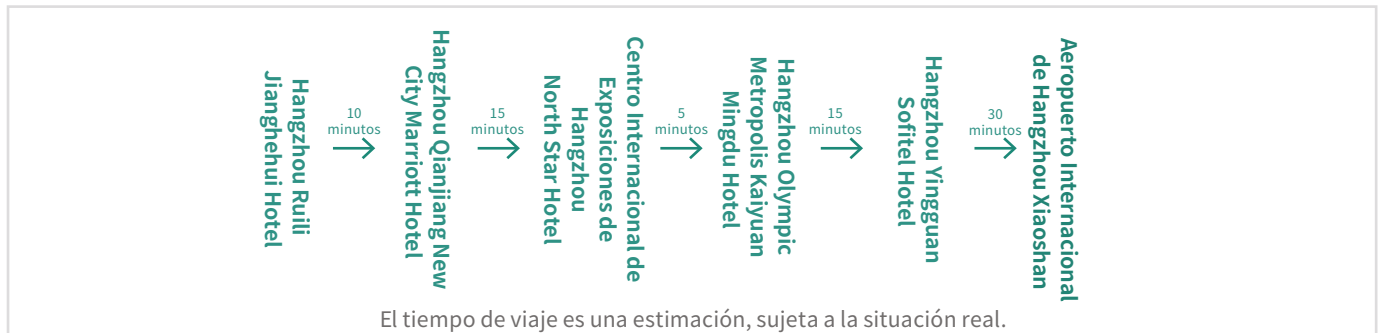 Hangzhou Ruili
Jianghehui Hotel
10
minutos
Hangzhou Qianjiang New
City Marriott Hotel
15
minutos
Centro Internacional de
Exposiciones de
Hangzhou
North Star Hotel
5
minutos
Hangzhou Olympic
Metropolis Kaiyuan
Mingdu Hotel
15
minutos
Hangzhou Yingguan
Sofitel Hotel
30
minutos
Aeropuerto Internacional
de Hangzhou Xiaoshan
El tiempo de viaje es una estimación, sujeta a la situación real.